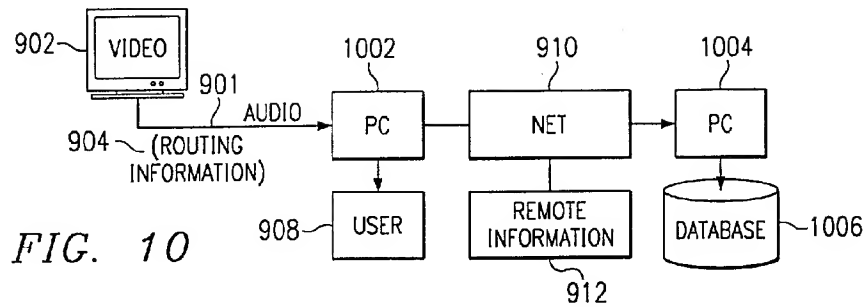 902
VIDEO
901
AUDIO
904
(ROUTING
INFORMATION)
1002
PC
908
USER
910
NET
REMOTE
INFORMATION
912
1004
PC
DATABASE
1006
FIG. 10